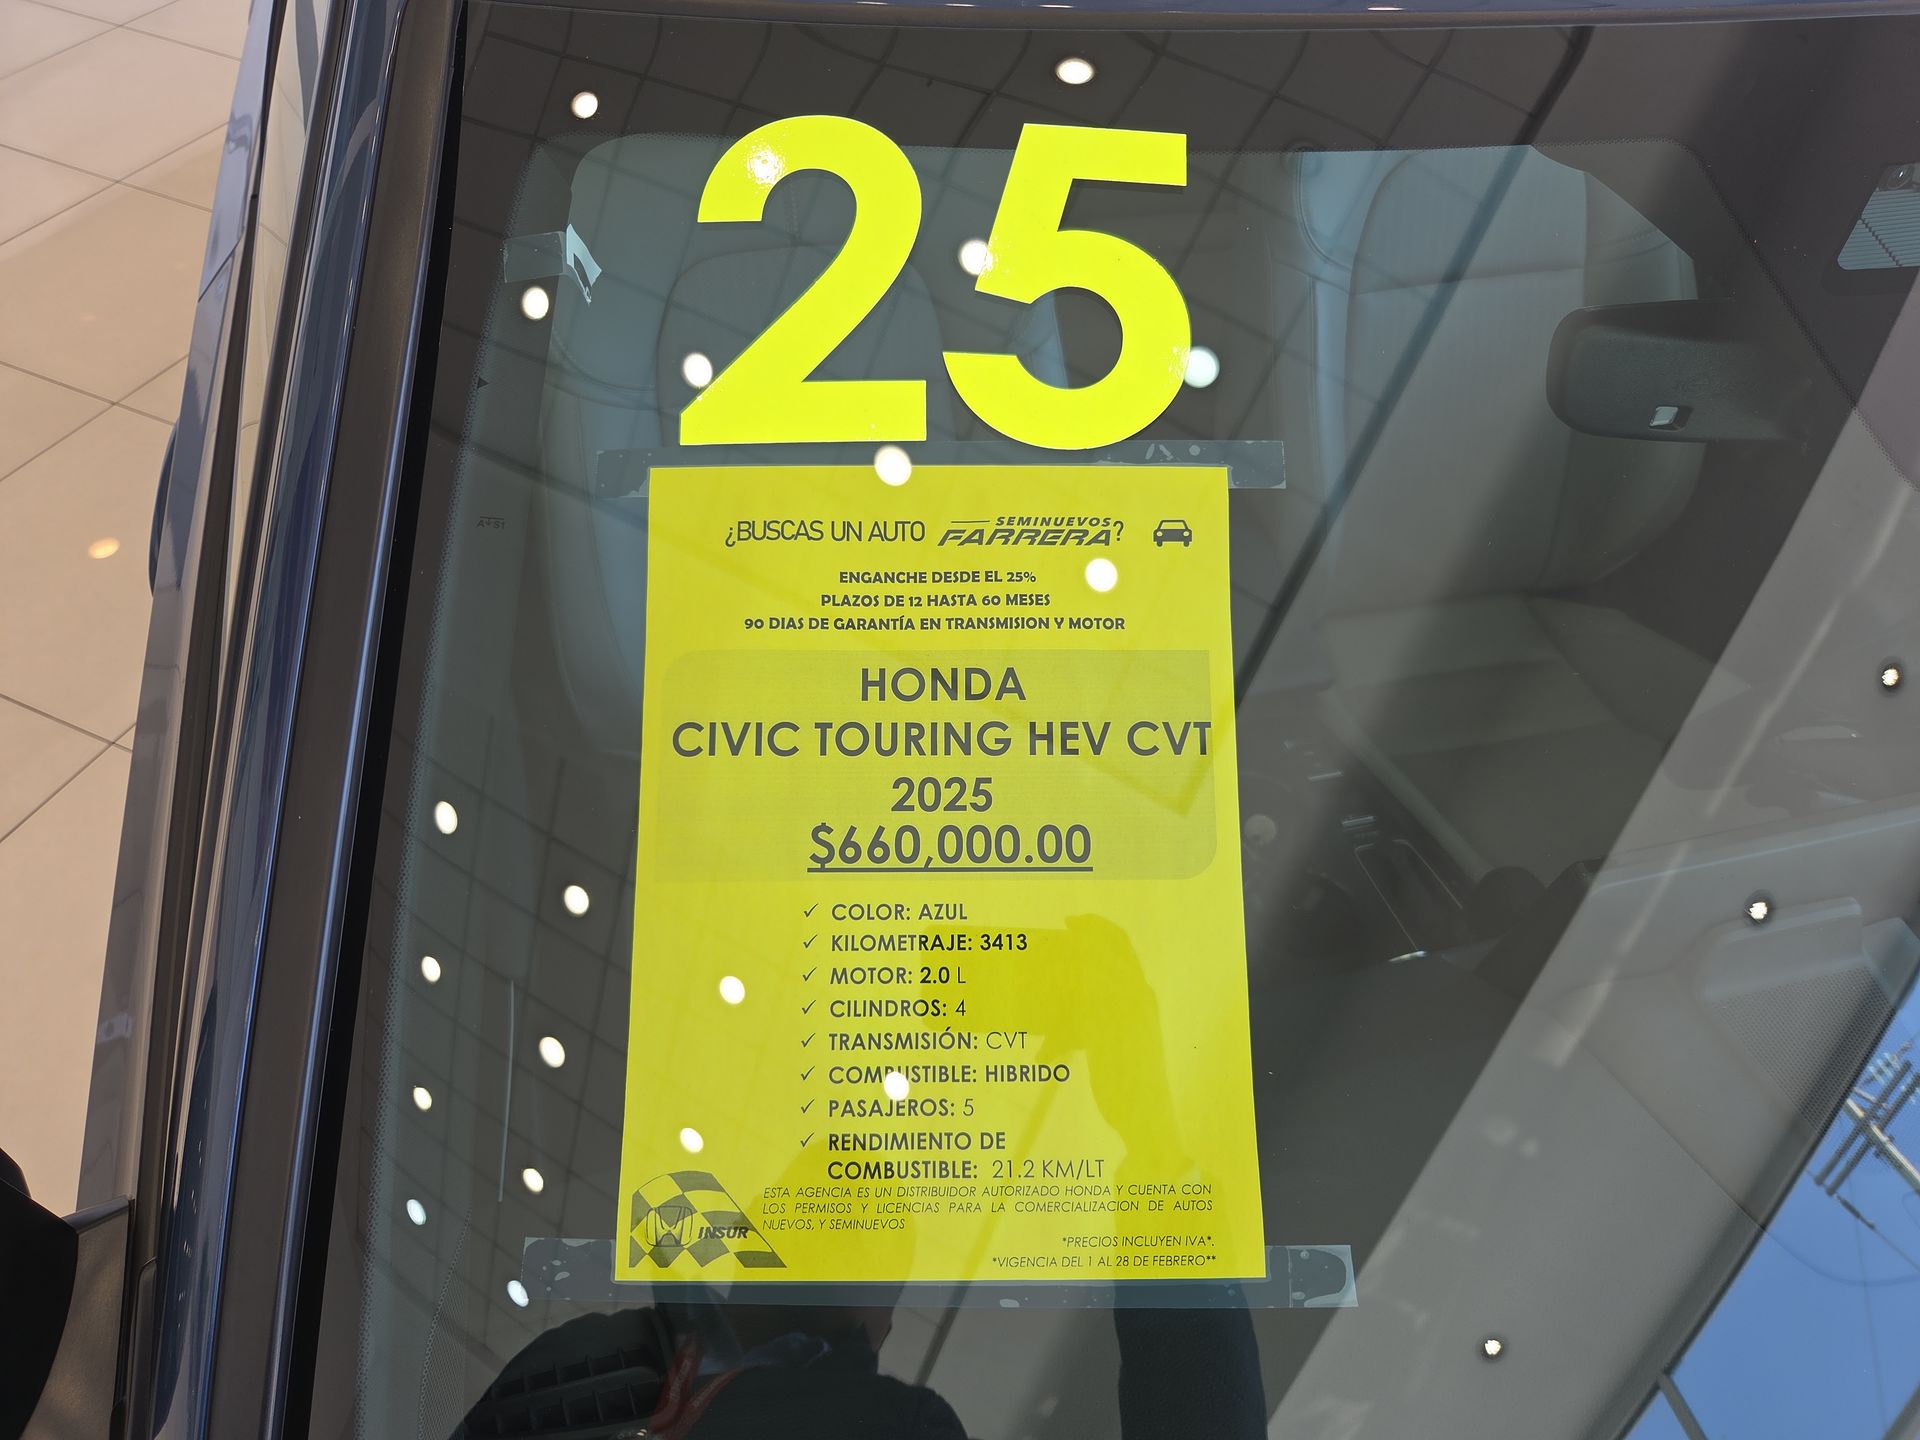 25
¿BUSCAS UN AUTO SEMINUEVOS FARRERA?
ENGANCHE DESDE EL 25%
PLAZOS DE 12 HASTA 60 MESES
90 DIAS DE GARANTÍA EN TRANSMISION Y MOTOR
HONDA
CIVIC TOURING HEV CVT
2025
$660,000.00
✓ COLOR: AZUL
✓ KILOMETRAJE: 3413
✓ MOTOR: 2.0 L
✓ CILINDROS: 4
✓ TRANSMISIÓN: CVT
✓ COMBUSTIBLE: HIBRIDO
✓ PASAJEROS: 5
✓ RENDIMIENTO DE
COMBUSTIBLE: 21.2 KM/LT
ESTA AGENCIA ES UN DISTRIBUIDOR AUTORIZADO HONDA Y CUENTA CON
LOS PERMISOS Y LICENCIAS PARA LA COMERCIALIZACION DE AUTOS
NUEVOS, Y SEMINUEVOS
INSUR
*PRECIOS INCLUYEN IVA*.
*VIGENCIA DEL 1 AL 28 DE FEBRERO**